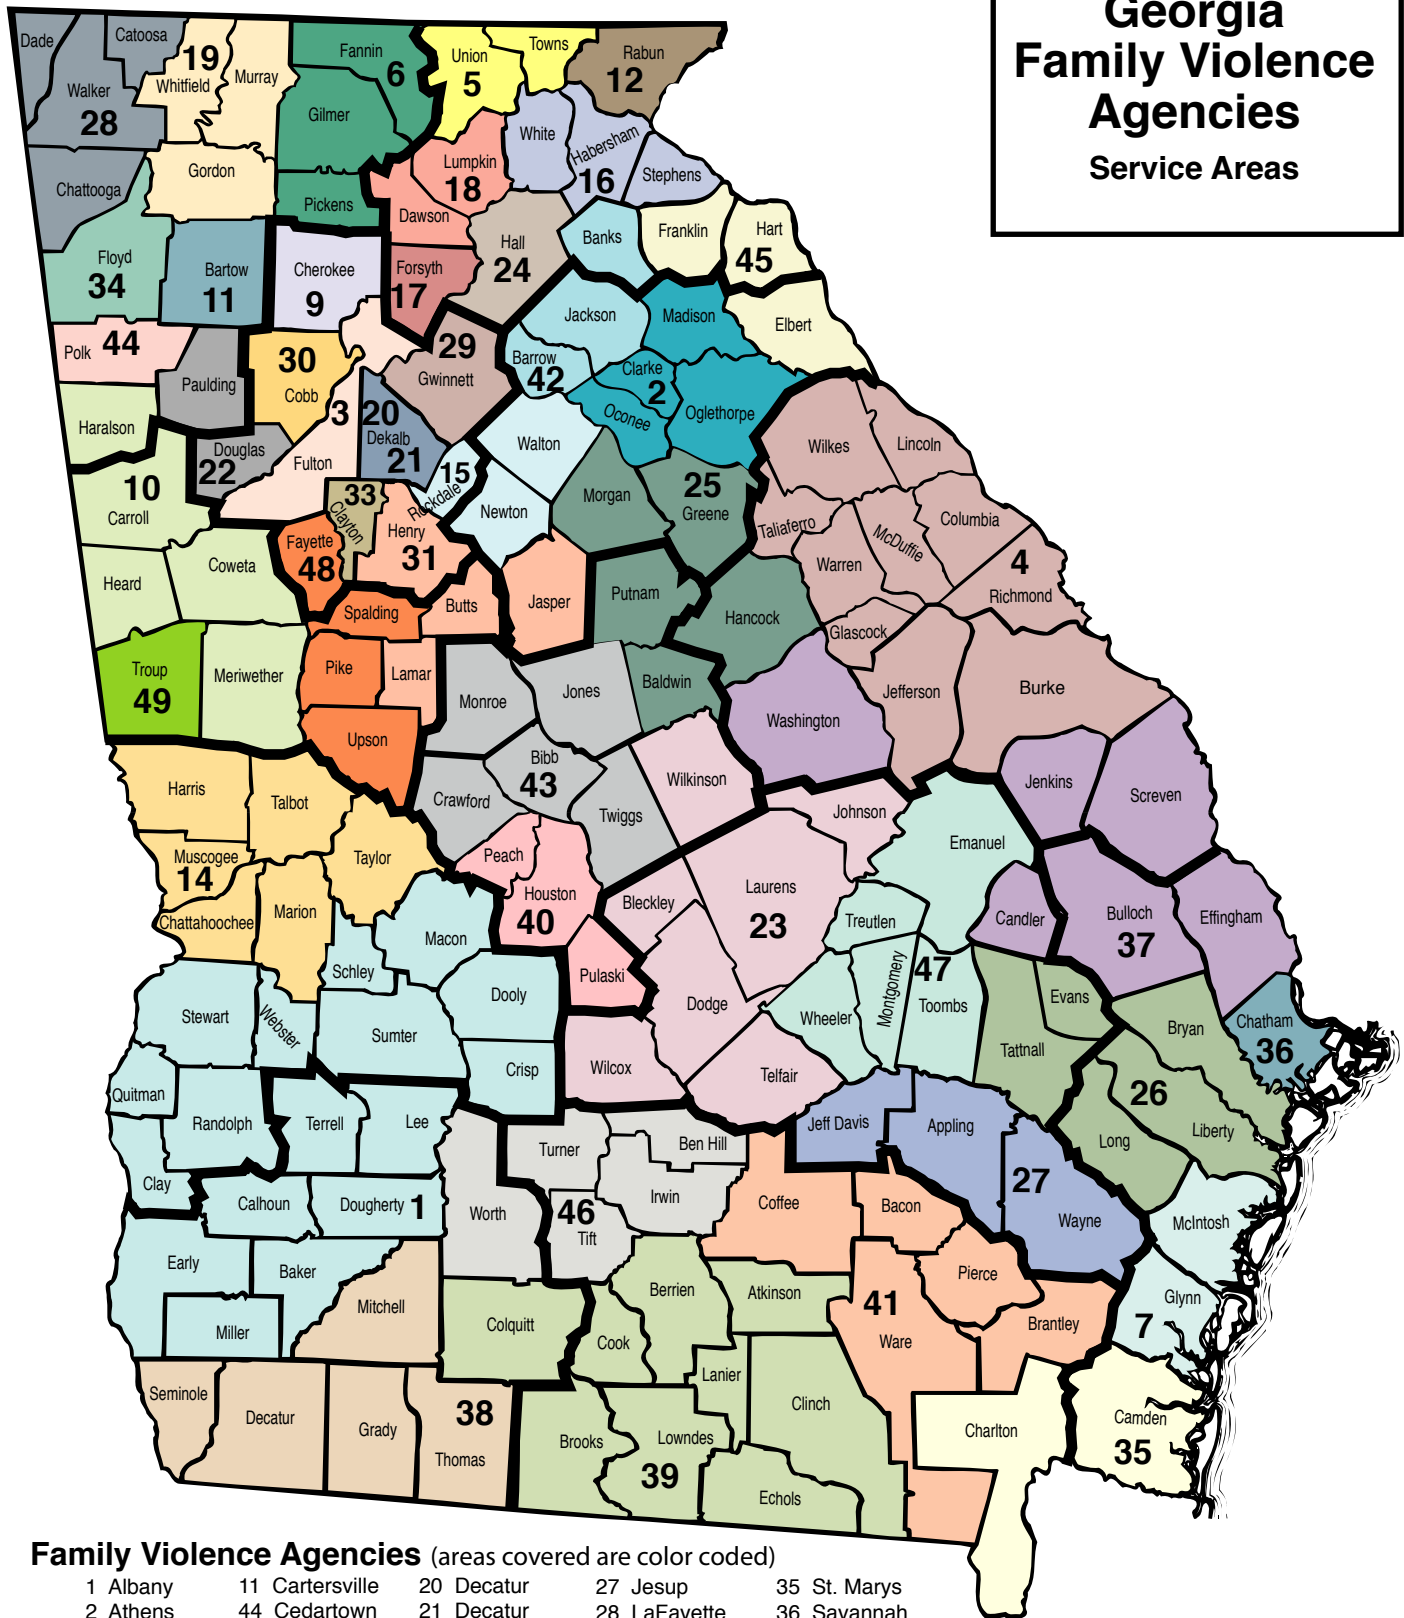 Georgia
Family Violence
Agencies
Service Areas
Dade
Catoosa
19
Whitfield
Murray
Fannin
6
Union
5
Towns
Rabun
12
Walker
28
Gilmer
White
Habersham
16
Lumpkin
18
Stephens
Chattooga
Gordon
Pickens
Dawson
Hall
24
Banks
Franklin
Hart
45
Floyd
34
Bartow
11
Cherokee
9
Forsyth
17
Jackson
Madison
Elbert
Polk 44
Paulding
30
Cobb
29
Gwinnett
Barrow
42
Clarke
2
Oconee
Oglethorpe
Haralson
3
20
Dekalb
21
Walton
Wilkes
Lincoln
Douglas
22
Fulton
15
Rockdale
10
Carroll
33
Clayton
Henry
31
Newton
Morgan
25
Greene
Taliaferro
McDuffie
Columbia
Fayette
48
Warren
4
Richmond
Heard
Coweta
Spalding
Butts
Jasper
Putnam
Hancock
Glascock
Troup
49
Meriwether
Pike
Lamar
Monroe
Jones
Baldwin
Washington
Jefferson
Burke
Upson
Bibb
43
Wilkinson
Harris
Talbot
Crawford
Twiggs
Johnson
Jenkins
Screven
Muscogee
14
Taylor
Peach
Houston
40
Emanuel
Chattahoochee
Marion
Macon
Bleckley
Laurens
23
Treutlen
Candler
Bulloch
37
Effingham
Schley
Dooly
Pulaski
Dodge
Wheeler
Montgomery
47
Toombs
Evans
Tattnall
Bryan
Chatham
36
Stewart
Webster
Sumter
Crisp
Wilcox
Telfair
26
Long
Liberty
Quitman
Randolph
Terrell
Lee
Turner
Ben Hill
Jeff Davis
Appling
27
Wayne
Clay
Calhoun
Dougherty 1
Worth
46
Tift
Irwin
Coffee
Bacon
McIntosh
Early
Baker
Mitchell
Berrien
Atkinson
Pierce
Glynn
7
Miller
Colquitt
Cook
41
Ware
Brantley
Lanier
Seminole
Decatur
Grady
38
Thomas
Brooks
Lowndes
39
Clinch
Echols
Charlton
Camden
35
Family Violence Agencies (areas covered are color coded)
1 Albany 11 Cartersville 20 Decatur 27 Jesup 35 St. Marys
2 Athens 44 Cedartown 21 Decatur 28 LaFayette 36 Savannah